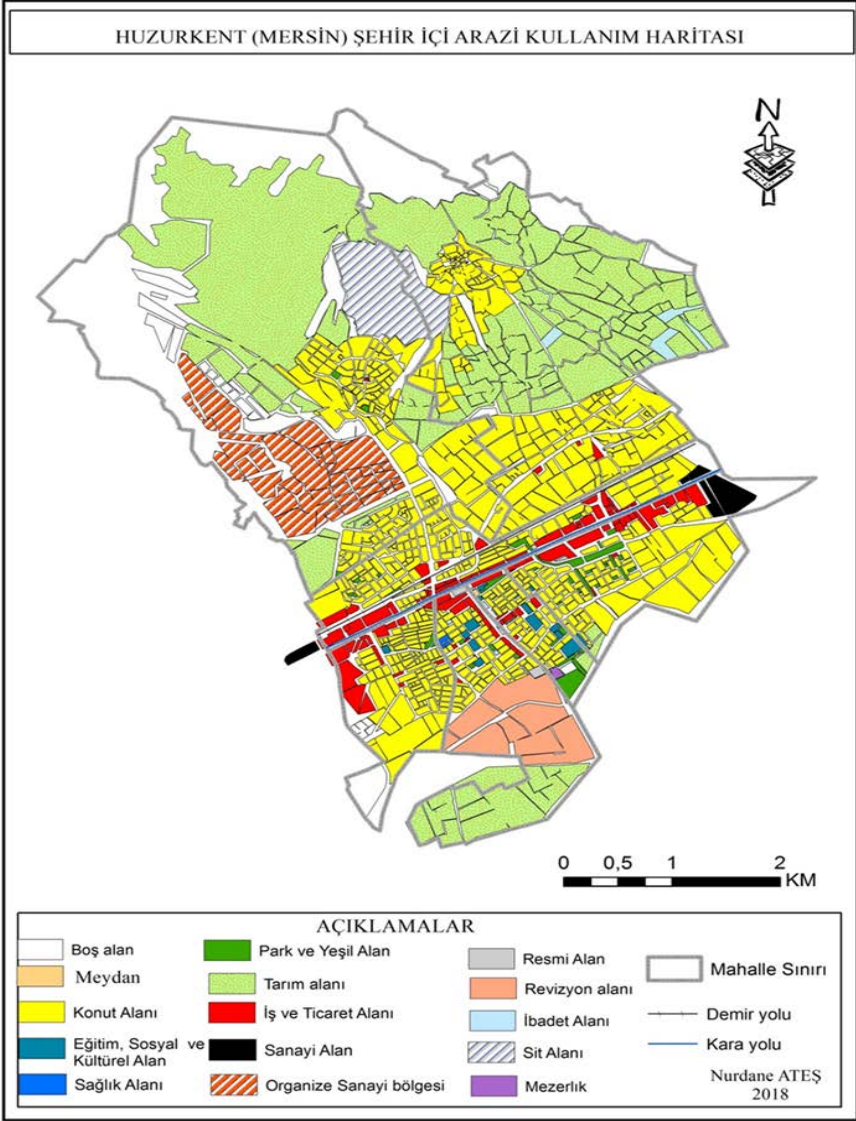 HUZURKENT (MERSİN) ŞEHİR İÇİ ARAZİ KULLANIM HARİTASI
N
0 0,5 1 2
KM
AÇIKLAMALAR
Boş alan
Meydan
Konut Alanı
Eğitim, Sosyal ve
Kültürel Alan
Sağlık Alanı
Park ve Yeşil Alan
Tarım alanı
İş ve Ticaret Alanı
Sanayi Alan
Organize Sanayi bölgesi
Resmi Alan
Revizyon alanı
İbadet Alanı
Sit Alanı
Mezerlık
Mahalle Sınırı
Demir yolu
Kara yolu
Nurdane ATEŞ
2018